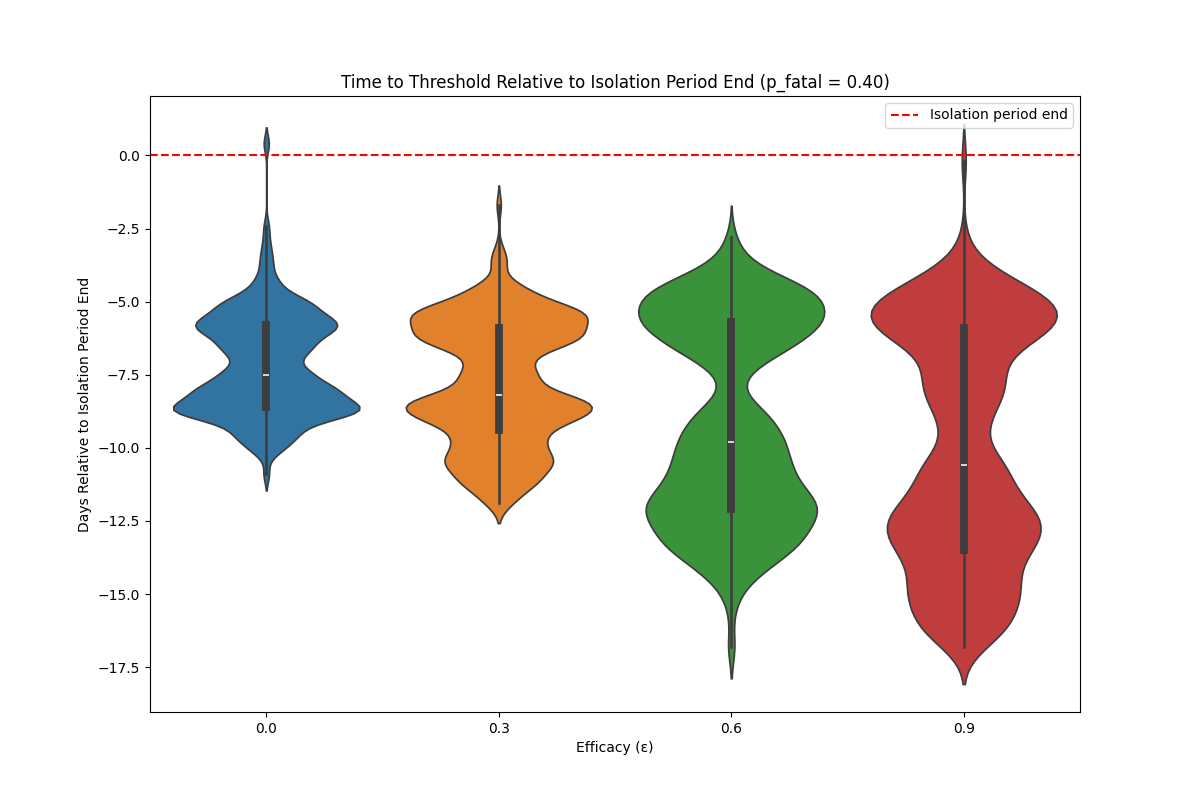 Time to Threshold Relative to Isolation Period End (p_fatal = 0.40)
Isolation period end
0.0
−2.5
−5.0
−7.5
−10.0
−12.5
−15.0
−17.5
Days Relative to Isolation Period End
0.0 0.3 0.6 0.9
Efficacy (ε)